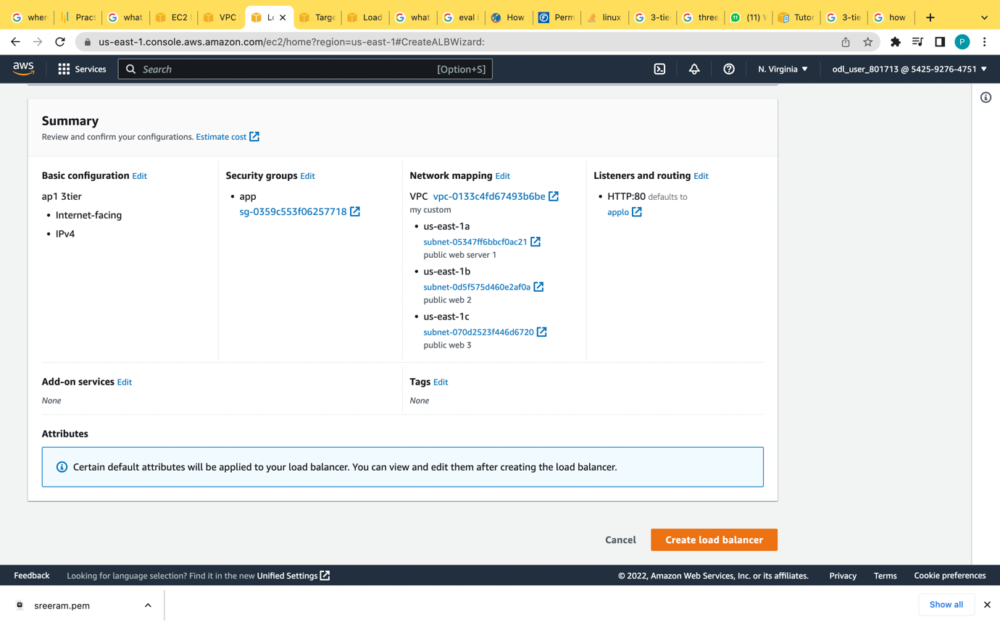 wher
Pract
what
EC2
VPC
Lo
Targe
Load
what
eval i
How
Perm
linux
3-tie
three
(11) W
Tutor
3-tie
how
us-east-1.console.aws.amazon.com/ec2/home?region=us-east-1#CreateALBWizard:
P
aws
Services
Search
[Option+S]
N. Virginia
odl_user_801713 @ 5425-9276-4751
Summary
Review and confirm your configurations. Estimate cost
Basic configuration Edit
ap1 3tier
• Internet-facing
• IPv4
Security groups Edit
• app
sg-0359c553f06257718
Network mapping Edit
VPC vpc-0133c4fd67493b6be
my custom
• us-east-1a
subnet-05347ff6bbcf0ac21
public web server 1
• us-east-1b
subnet-0d5f575d460e2af0a
public web 2
• us-east-1c
subnet-070d2523f446d6720
public web 3
Listeners and routing Edit
• HTTP:80 defaults to
applo
Add-on services Edit
None
Tags Edit
None
Attributes
Certain default attributes will be applied to your load balancer. You can view and edit them after creating the load balancer.
Cancel
Create load balancer
Feedback
Looking for language selection? Find it in the new Unified Settings
© 2022, Amazon Web Services, Inc. or its affiliates.
Privacy
Terms
Cookie preferences
sreeram.pem
Show all